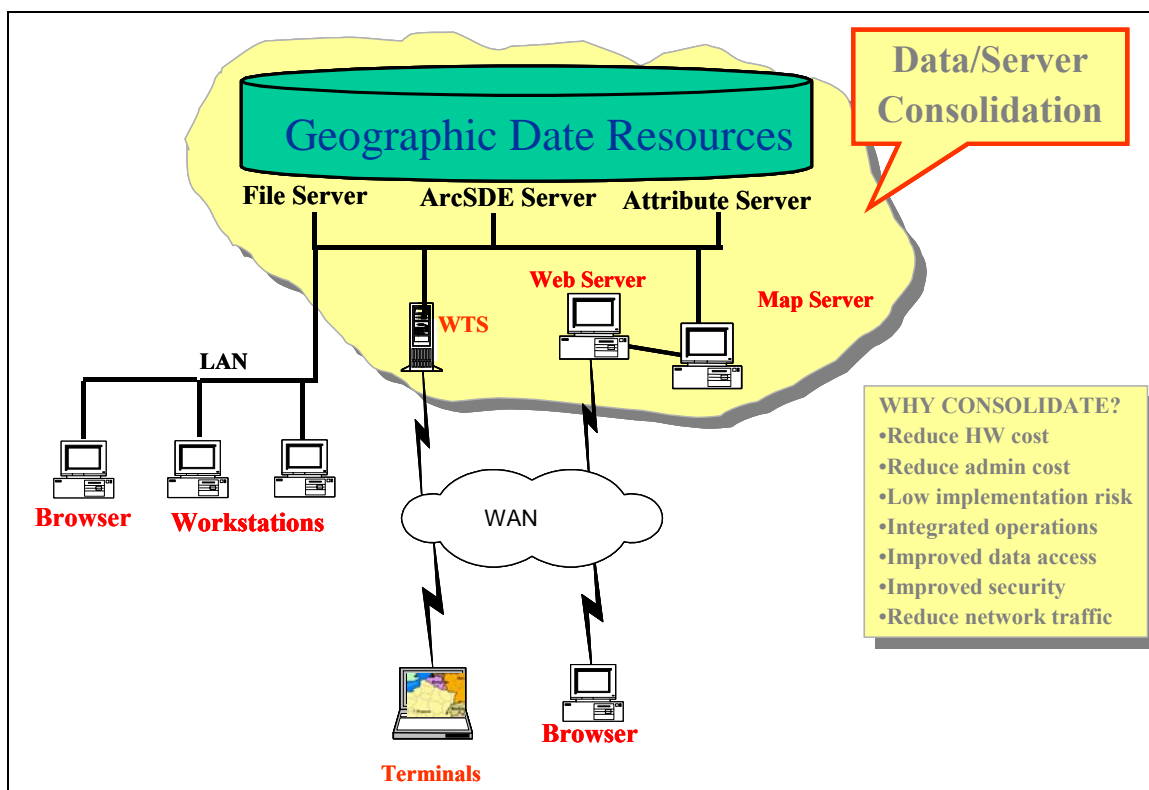 Data/Server
Consolidation
Geographic Date Resources
File Server
ArcSDE Server
Attribute Server
Web Server
Map Server
WTS
LAN
Browser
Workstations
WAN
WHY CONSOLIDATE?
•Reduce HW cost
•Reduce admin cost
•Low implementation risk
•Integrated operations
•Improved data access
•Improved security
•Reduce network traffic
Terminals
Browser